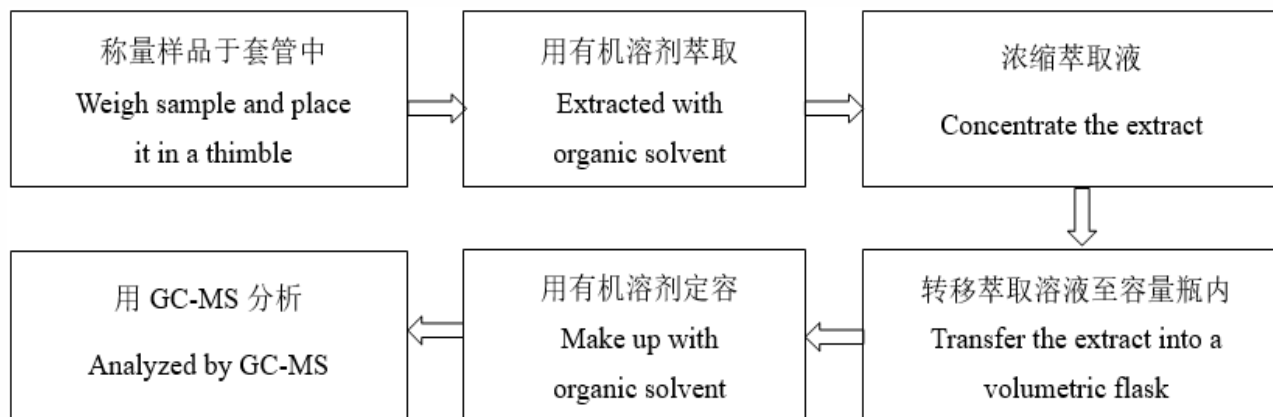 称量样品于套管中
Weigh sample and place
it in a thimble
用有机溶剂萃取
Extracted with
organic solvent
浓缩萃取液
Concentrate the extract
转移萃取溶液至容量瓶内
Transfer the extract into a
volumetric flask
用有机溶剂定容
Make up with
organic solvent
用 GC-MS 分析
Analyzed by GC-MS